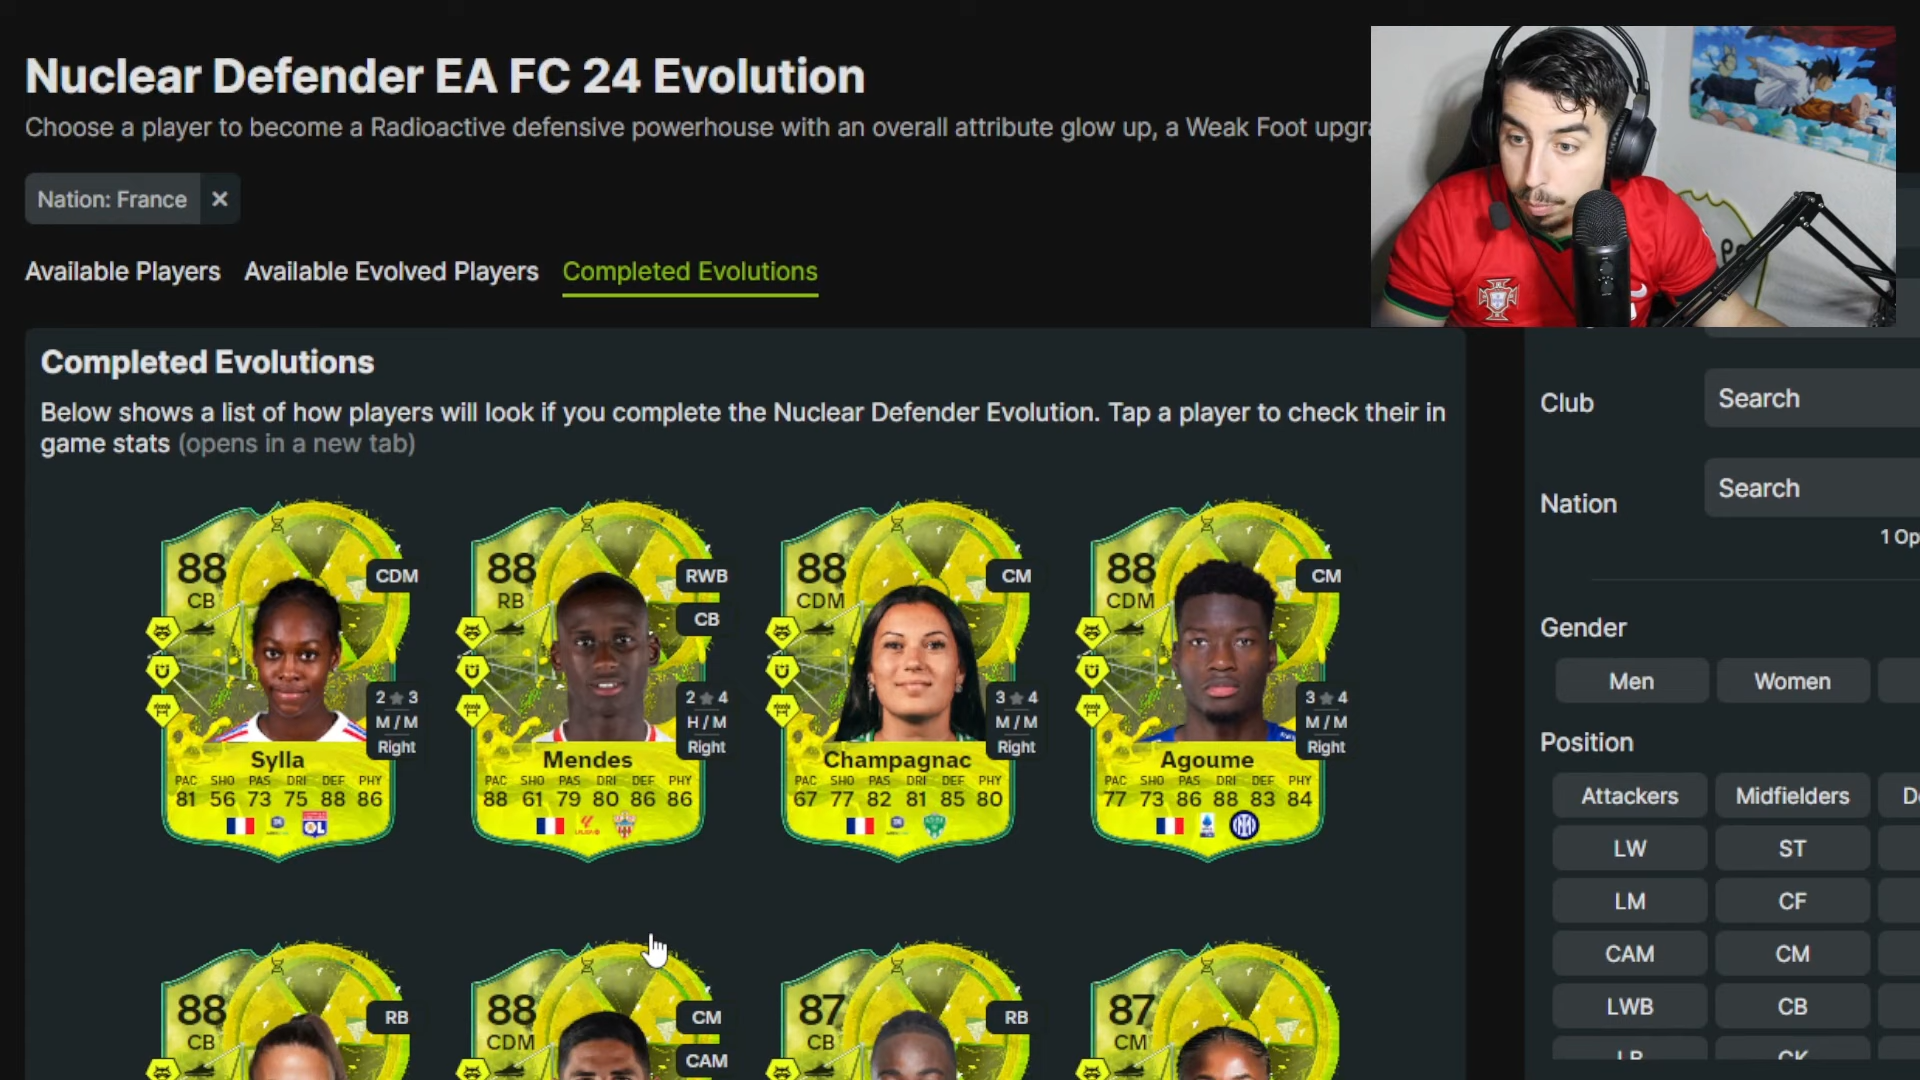 Nuclear Defender EA FC 24 Evolution
Choose a player to become a Radioactive defensive powerhouse with an overall attribute glow up, a Weak Foot upgra
Nation: France ×
Available Players Available Evolved Players Completed Evolutions
Completed Evolutions
Below shows a list of how players will look if you complete the Nuclear Defender Evolution. Tap a player to check their in
game stats (opens in a new tab)
88
CB
CDM
2 ★ 3
M / M
Right
Sylla
PAC SHO PAS DRI DEF PHY
81 56 73 75 88 86
OL
88
RB
RWB
CB
2 ★ 4
H / M
Right
Mendes
PAC SHO PAS DRI DEF PHY
88 61 79 80 86 86
88
CDM
CM
3 ★ 4
M / M
Right
Champagnac
PAC SHO PAS DRI DEF PHY
67 77 82 81 85 80
88
CDM
CM
3 ★ 4
M / M
Right
Agoume
PAC SHO PAS DRI DEF PHY
77 73 86 88 83 84
88
CB
RB
88
CDM
CM
CAM
87
CB
RB
87
CM
Club
Search
Nation
Search
1 Op
Gender
Men Women
Position
Attackers Midfielders D
LW ST
LM CF
CAM CM
LWB CB
LB GK